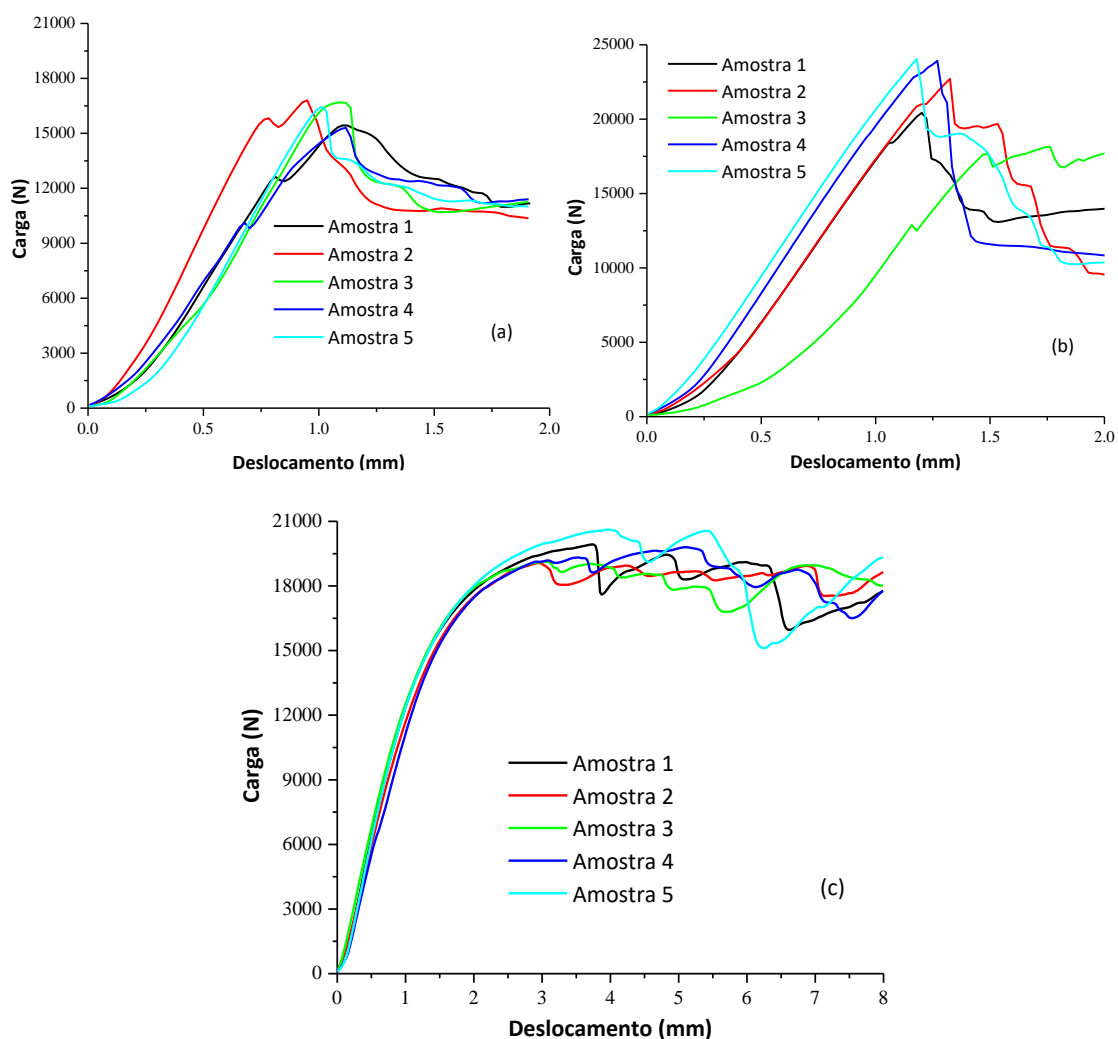 21000
18000
15000
12000
9000
6000
3000
0
Carga (N)
0.0 0.5 1.0 1.5 2.0
Deslocamento (mm)
Amostra 1
Amostra 2
Amostra 3
Amostra 4
Amostra 5
(a)
25000
20000
15000
10000
5000
0
Carga (N)
0.0 0.5 1.0 1.5 2.0
Deslocamento (mm)
Amostra 1
Amostra 2
Amostra 3
Amostra 4
Amostra 5
(b)
21000
18000
15000
12000
9000
6000
3000
0
Carga (N)
0 1 2 3 4 5 6 7 8
Deslocamento (mm)
Amostra 1
Amostra 2
Amostra 3
Amostra 4
Amostra 5
(c)